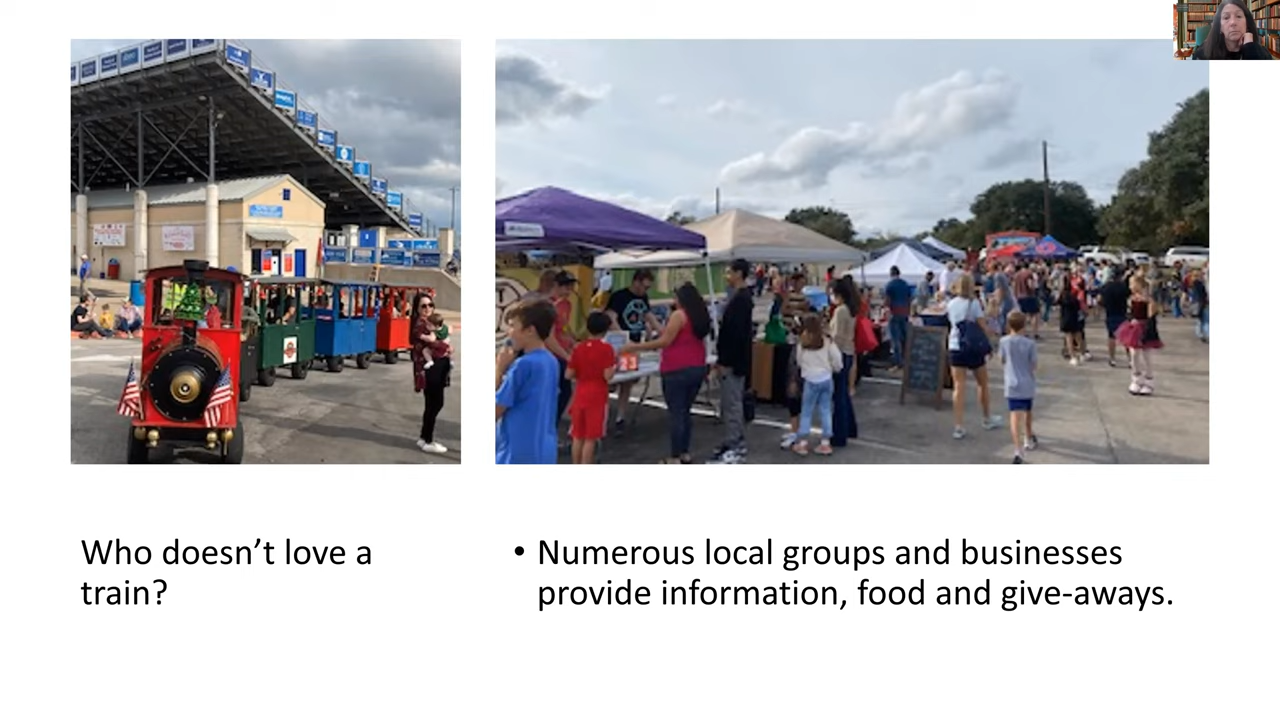 Who doesn’t love a
train?
• Numerous local groups and businesses
provide information, food and give-aways.